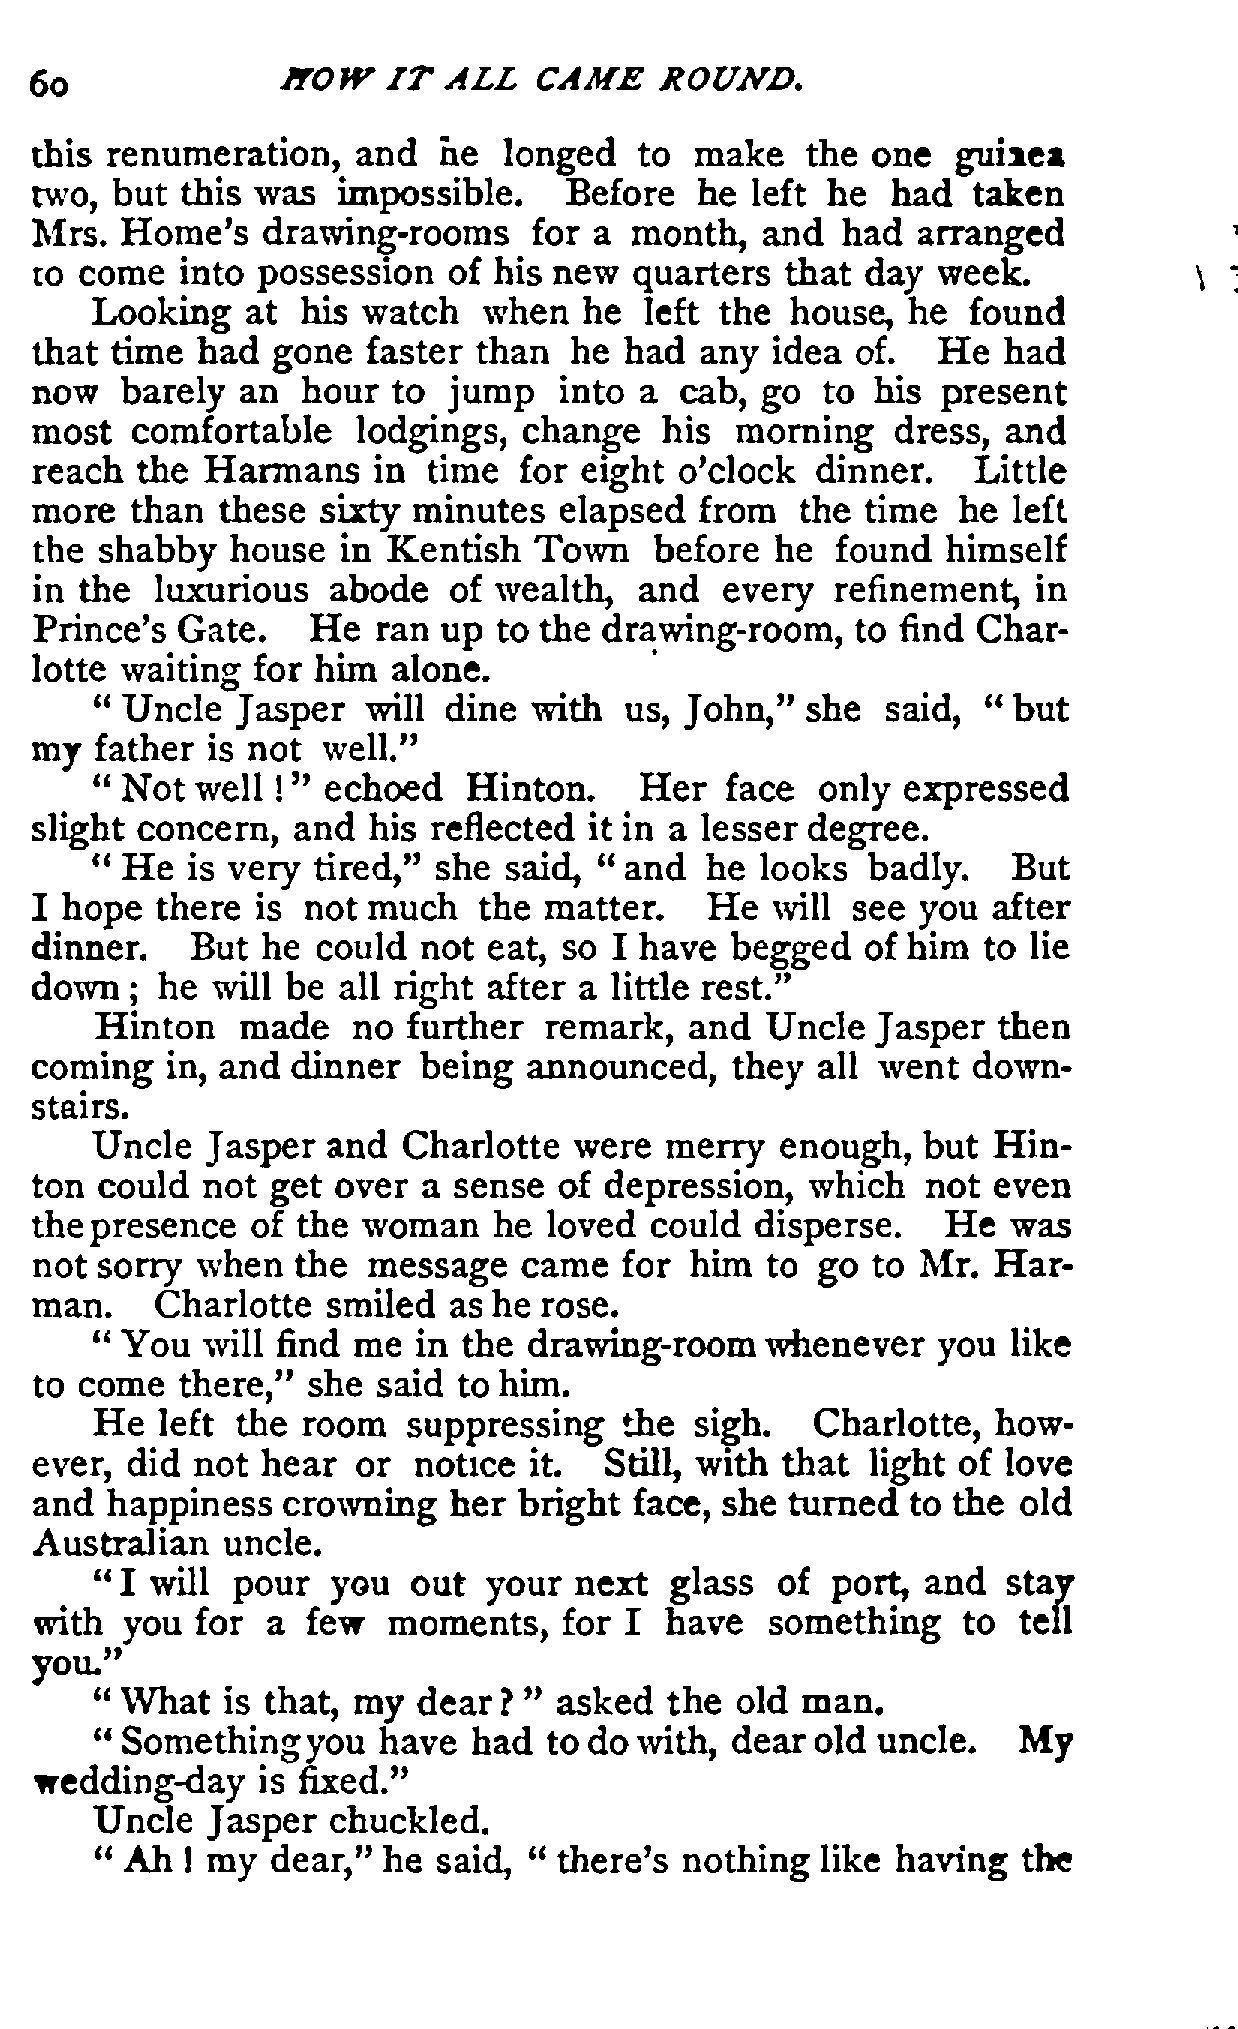 60 HOW IT ALL CAME ROUND.
this renumeration, and he longed to make the one guinea
two, but this was impossible. Before he left he had taken
Mrs. Home's drawing-rooms for a month, and had arranged
to come into possession of his new quarters that day week.
Looking at his watch when he left the house, he found
that time had gone faster than he had any idea of. He had
now barely an hour to jump into a cab, go to his present
most comfortable lodgings, change his morning dress, and
reach the Harmans in time for eight o'clock dinner. Little
more than these sixty minutes elapsed from the time he left
the shabby house in Kentish Town before he found himself
in the luxurious abode of wealth, and every refinement, in
Prince's Gate. He ran up to the drawing-room, to find Char-
lotte waiting for him alone.
"Uncle Jasper will dine with us, John," she said, "but
my father is not well."
"Not well!" echoed Hinton. Her face only expressed
slight concern, and his reflected it in a lesser degree.
"He is very tired," she said, "and he looks badly. But
I hope there is not much the matter. He will see you after
dinner. But he could not eat, so I have begged of him to lie
down; he will be all right after a little rest."
Hinton made no further remark, and Uncle Jasper then
coming in, and dinner being announced, they all went down-
stairs.
Uncle Jasper and Charlotte were merry enough, but Hin-
ton could not get over a sense of depression, which not even
the presence of the woman he loved could disperse. He was
not sorry when the message came for him to go to Mr. Har-
man. Charlotte smiled as he rose.
"You will find me in the drawing-room whenever you like
to come there," she said to him.
He left the room suppressing the sigh. Charlotte, how-
ever, did not hear or notice it. Still, with that light of love
and happiness crowning her bright face, she turned to the old
Australian uncle.
"I will pour you out your next glass of port, and stay
with you for a few moments, for I have something to tell
you."
"What is that, my dear?" asked the old man.
"Something you have had to do with, dear old uncle. My
wedding-day is fixed."
Uncle Jasper chuckled.
"Ah! my dear," he said, "there's nothing like having the